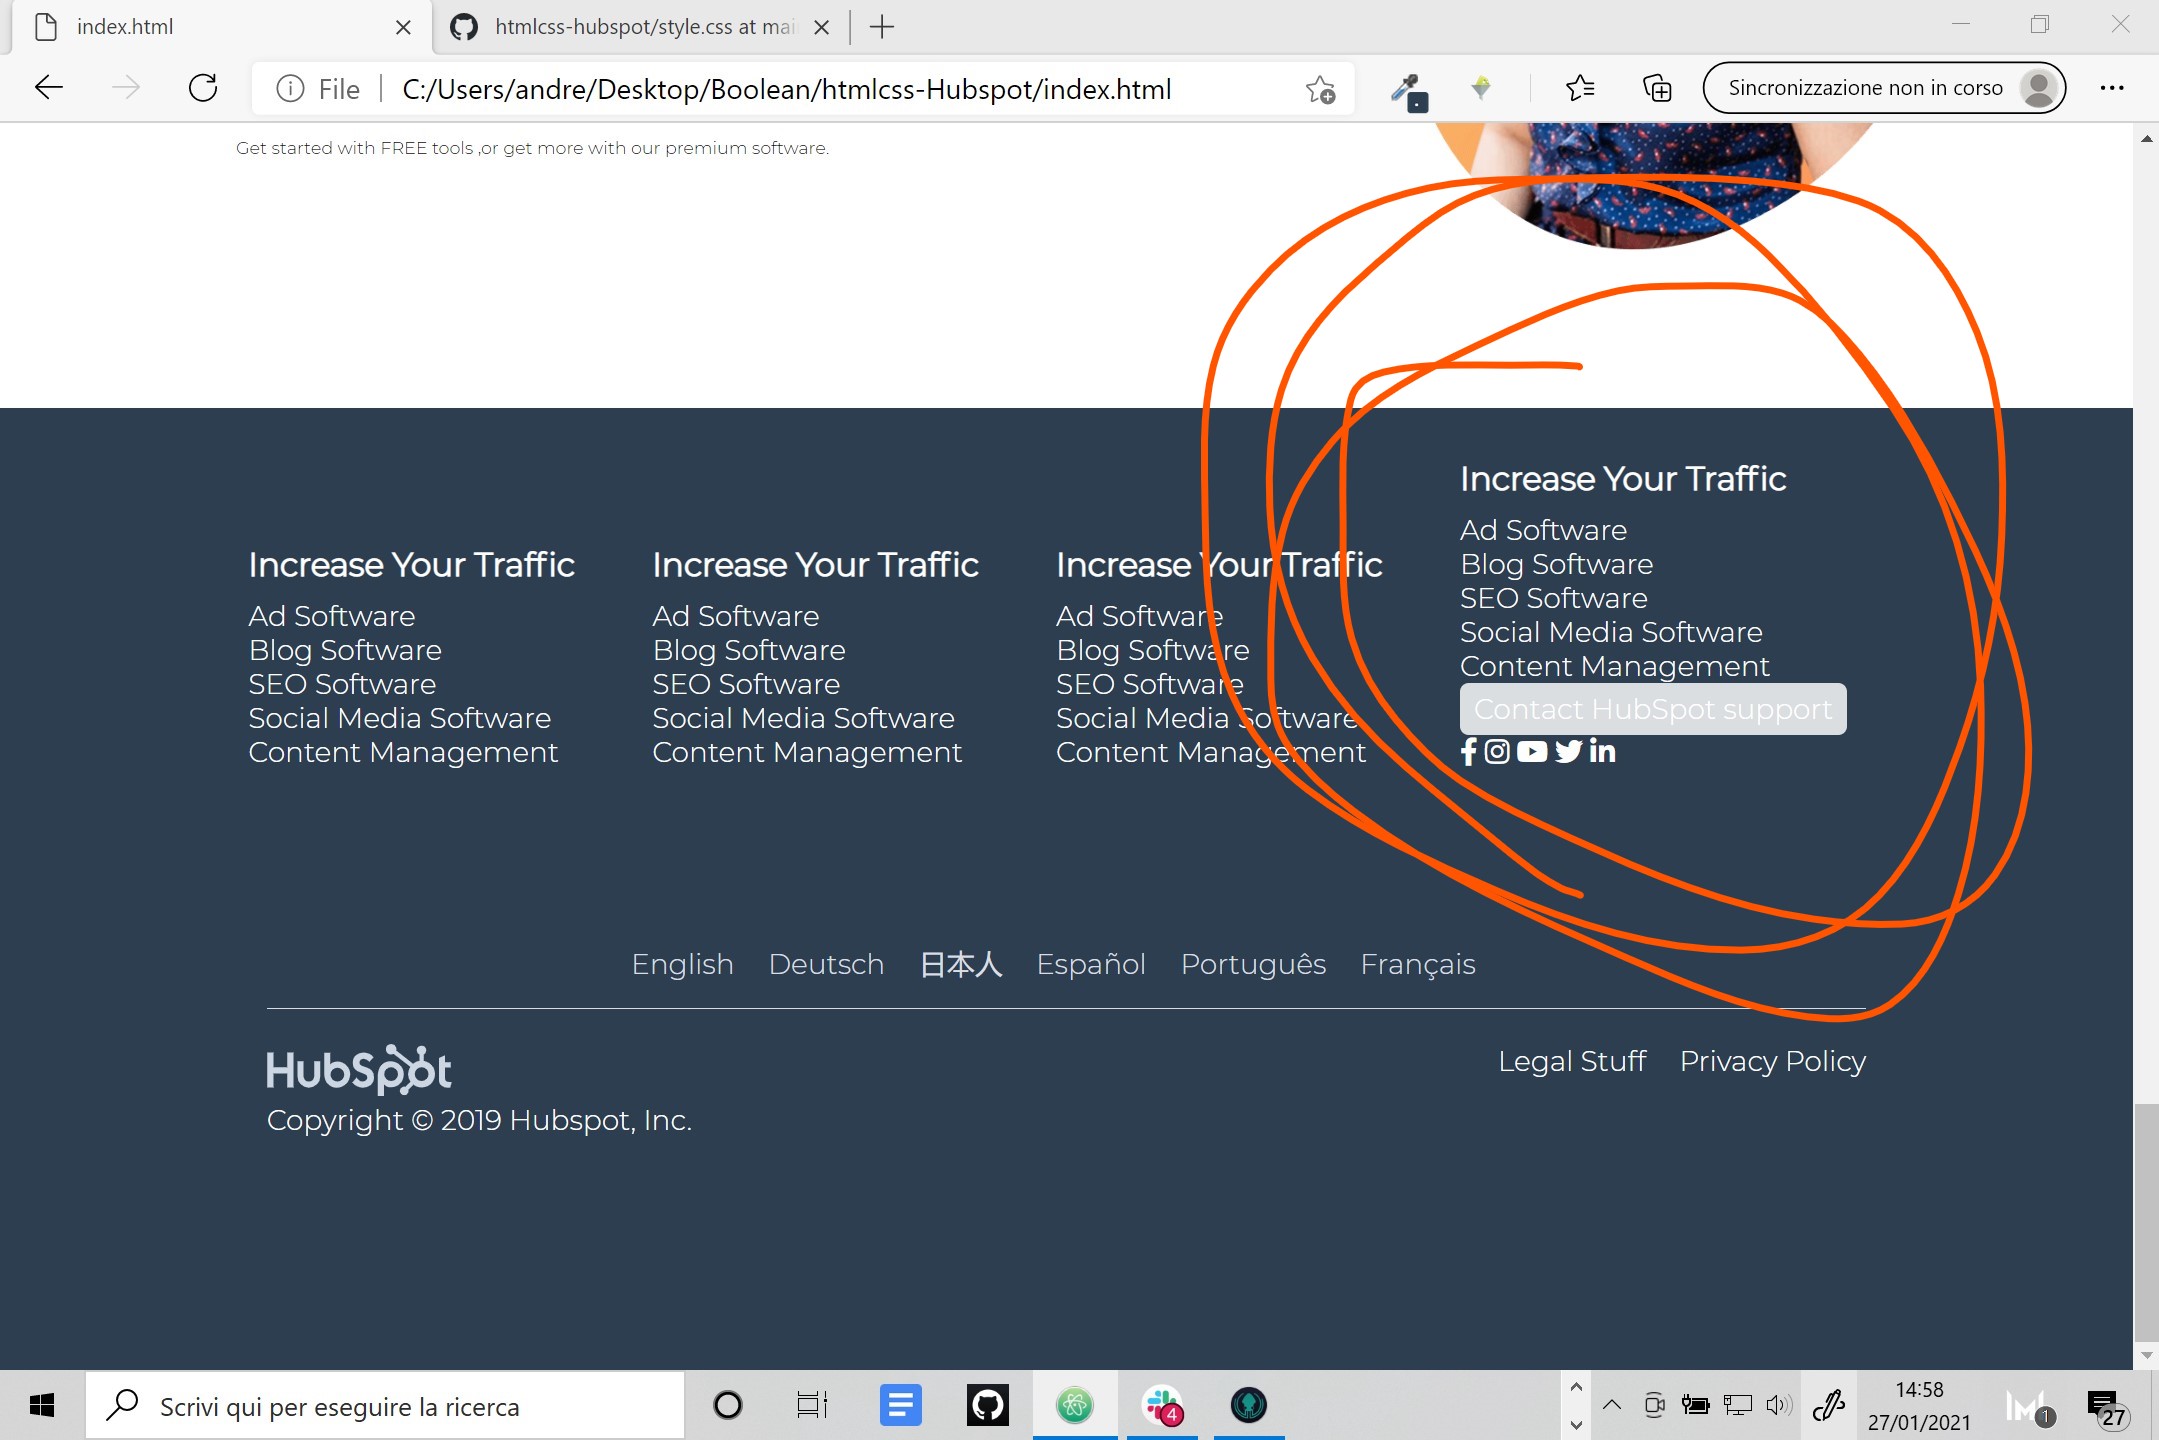 index.html
htmlcss-hubspot/style.css at mai
File
C:/Users/andre/Desktop/Boolean/htmlcss-Hubspot/index.html
Sincronizzazione non in corso
Get started with FREE tools ,or get more with our premium software.
Increase Your Traffic
Ad Software
Blog Software
SEO Software
Social Media Software
Content Management
Increase Your Traffic
Ad Software
Blog Software
SEO Software
Social Media Software
Content Management
Increase Your Traffic
Ad Software
Blog Software
SEO Software
Social Media Software
Content Management
Increase Your Traffic
Ad Software
Blog Software
SEO Software
Social Media Software
Content Management
Contact HubSpot support
English Deutsch 日本人 Español Português Français
HubSpot
Legal Stuff Privacy Policy
Copyright © 2019 Hubspot, Inc.
Scrivi qui per eseguire la ricerca
4
14:58
27/01/2021
1
27